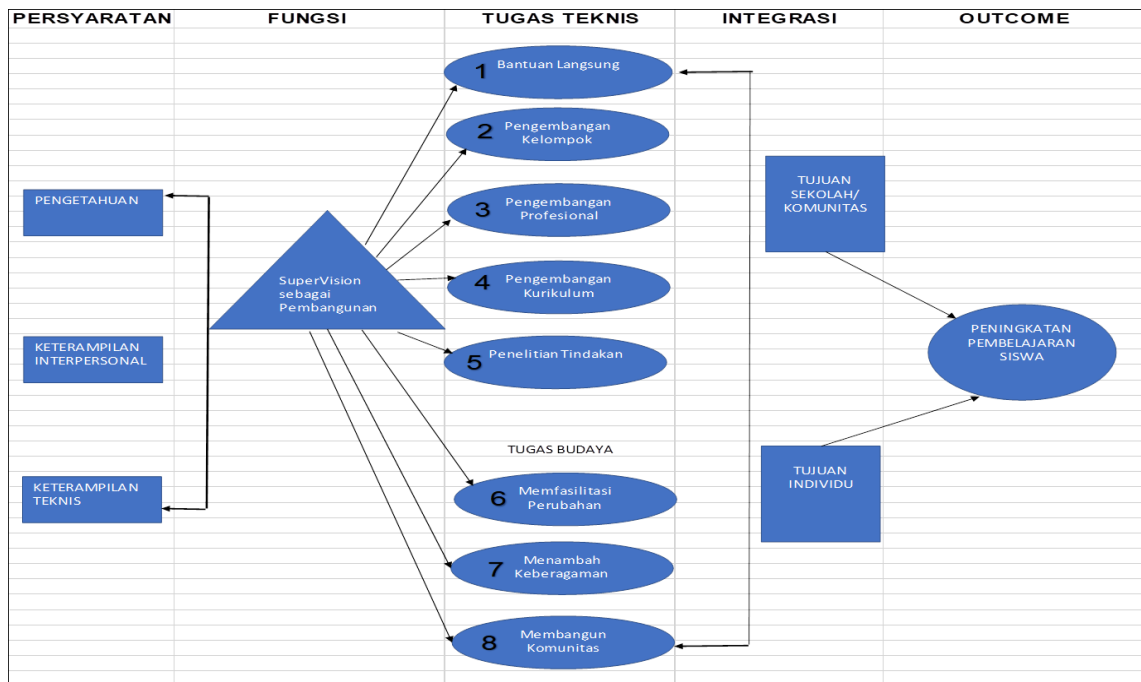 PERSYARATAN
FUNGSI
TUGAS TEKNIS
INTEGRASI
OUTCOME
PENGETAHUAN
KETERAMPILAN
INTERPERSONAL
KETERAMPILAN
TEKNIS
SuperVision
sebagai
Pembangunan
1 Bantuan Langsung
2 Pengembangan
Kelompok
3 Pengembangan
Profesional
4 Pengembangan
Kurikulum
5 Penelitian Tindakan
TUGAS BUDAYA
6 Memfasilitasi
Perubahan
7 Menambah
Keberagaman
8 Membangun
Komunitas
TUJUAN
SEKOLAH/
KOMUNITAS
TUJUAN
INDIVIDU
PENINGKATAN
PEMBELAJARAN
SISWA